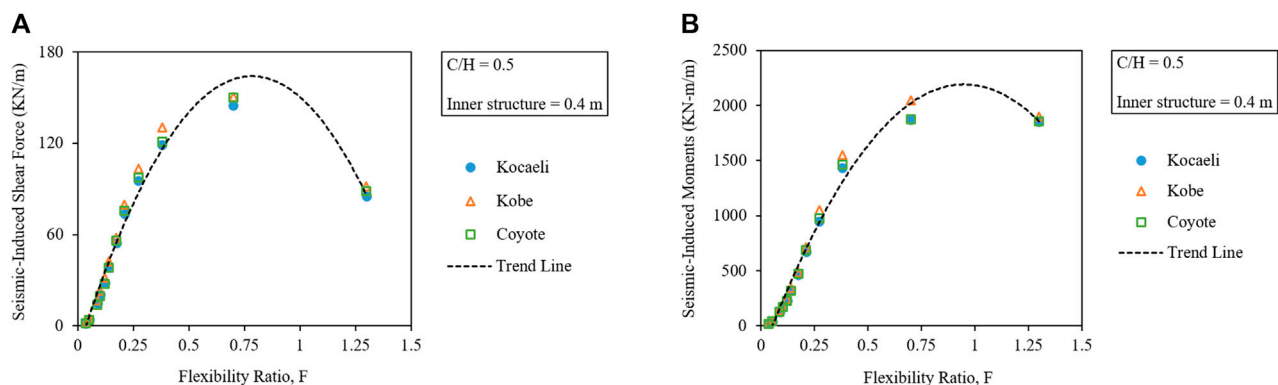 A
Seismic-Induced Shear Force (KN/m)
180
120
60
0
0 0.25 0.5 0.75 1 1.25 1.5
Flexibility Ratio, F
C/H = 0.5
Inner structure = 0.4 m
Kocaeli
Kobe
Coyote
Trend Line
B
Seismic-Induced Moments (KN-m/m)
2500
2000
1500
1000
500
0
0 0.25 0.5 0.75 1 1.25 1.5
Flexibility Ratio, F
C/H = 0.5
Inner structure = 0.4 m
Kocaeli
Kobe
Coyote
Trend Line